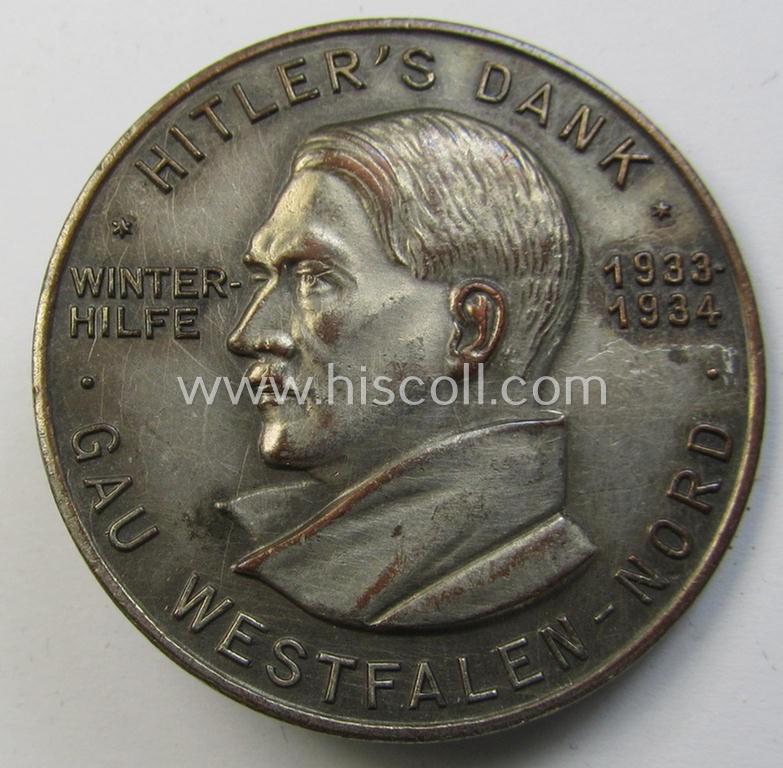 HITLER'S DANK
WINTER-
HILFE
1933-
1934
www.hiscoll.com
GAU WESTFALEN-NORD